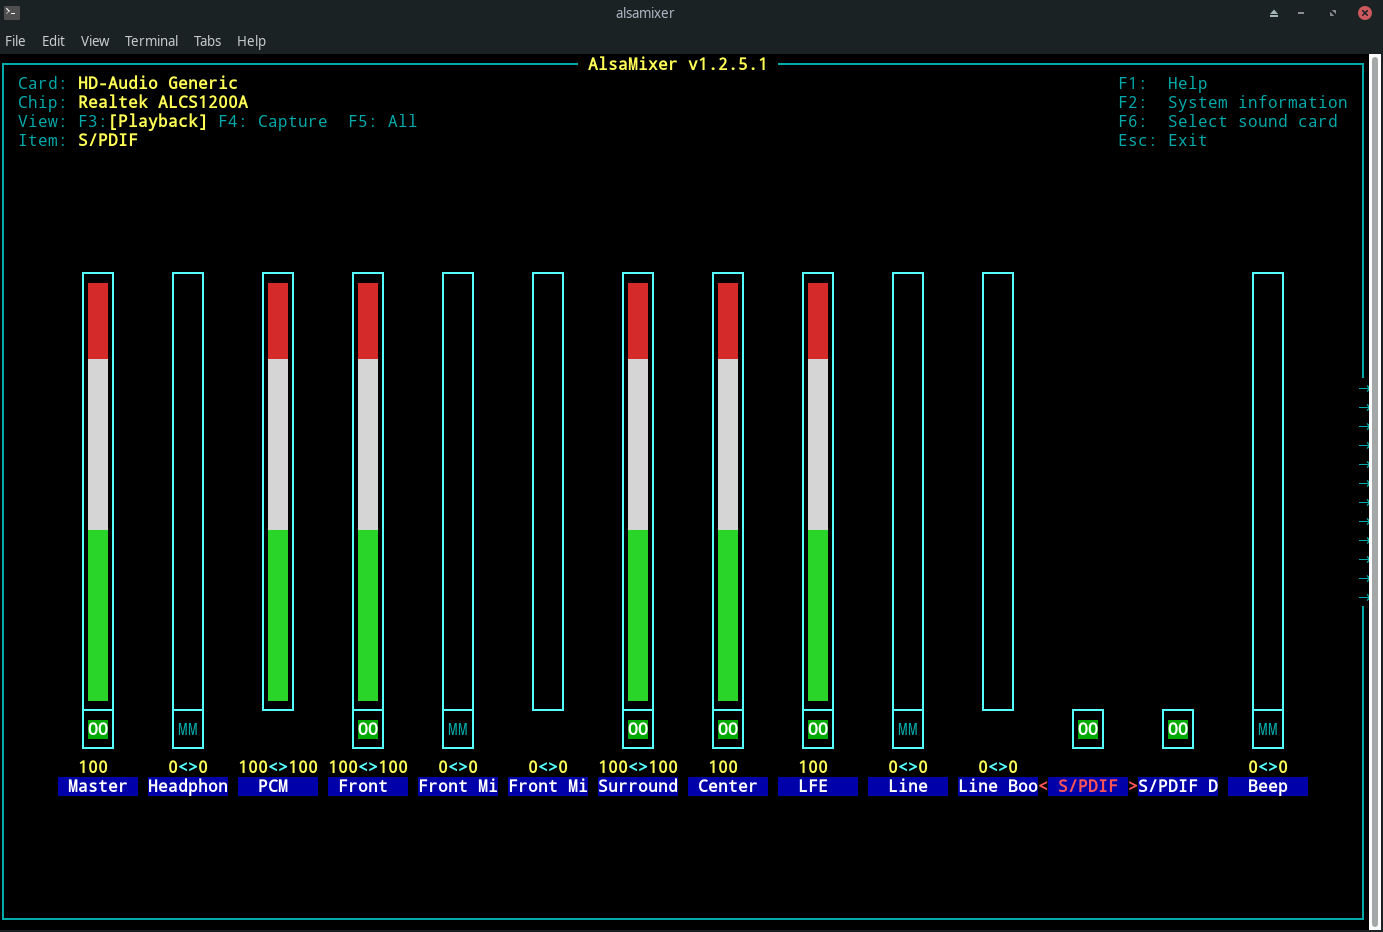 alsamixer
File Edit View Terminal Tabs Help
AlsaMixer v1.2.5.1
Card: HD-Audio Generic F1: Help
Chip: Realtek ALCS1200A F2: System information
View: F3:[Playback] F4: Capture F5: All F6: Select sound card
Item: S/PDIF Esc: Exit
OO MM OO MM OO OO OO MM OO OO MM
100 0<>0 100<>100 100<>100 0<>0 0<>0 100<>100 100 100 0<>0 0<>0 0<>0
Master Headphon PCM Front Front Mi Front Mi Surround Center LFE Line Line Boo< S/PDIF >S/PDIF D Beep